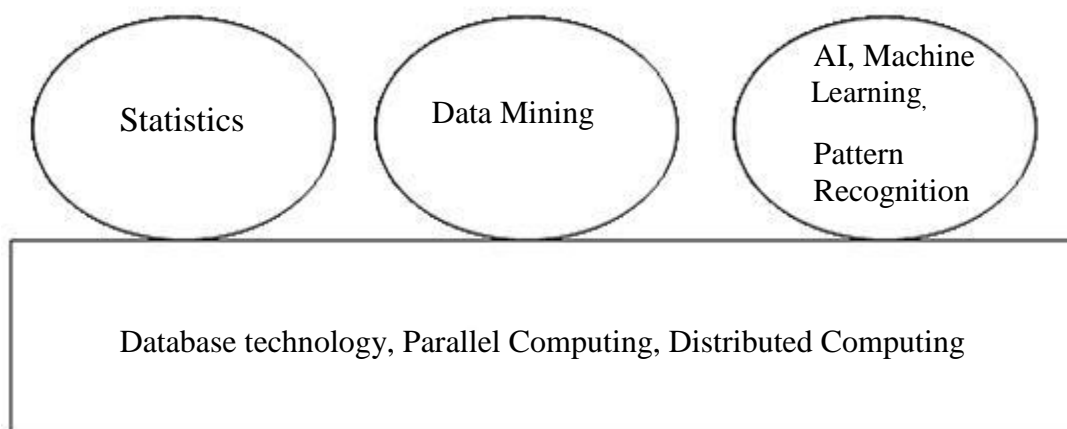 Statistics
Data Mining
AI, Machine
Learning,
Pattern
Recognition
Database technology, Parallel Computing, Distributed Computing